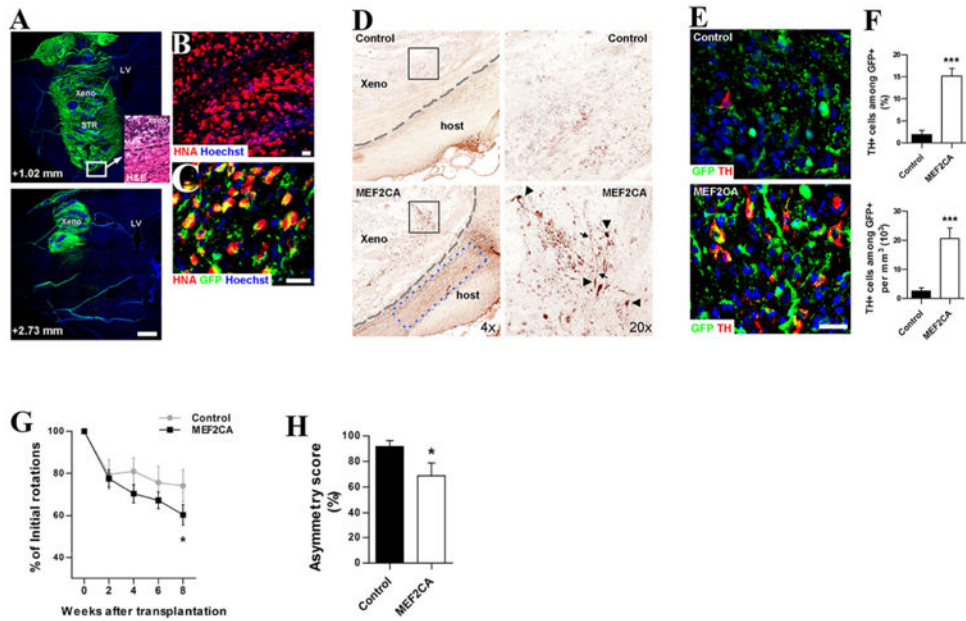 A
LV
Xeno
STR
H&E
+1.02 mm
Xeno
LV
+2.73 mm
B
HNA Hoechst
C
HNA GFP Hoechst
D
Control
Xeno
host
Control
MEF2CA
Xeno
host
4x
MEF2CA
20x
E
Control
GFP TH
MEF2CA
GFP TH
F
TH+ cells among GFP+
(%)
20
15
10
5
0
***
Control
MEF2CA
TH+ cells among GFP+
per mm³ (10³)
30
20
10
0
***
Control
MEF2CA
G
Control
MEF2CA
% of Initial rotations
100
80
60
40
*
0 2 4 6 8
Weeks after transplantation
H
Asymmetry score
(%)
100
80
60
40
20
0
*
Control
MEF2CA